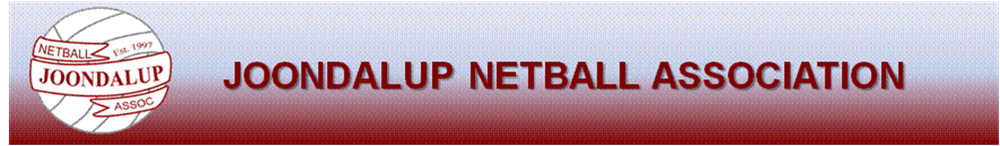 NETBALL
Est. 1997
JOONDALUP
ASSOC
JOONDALUP NETBALL ASSOCIATION